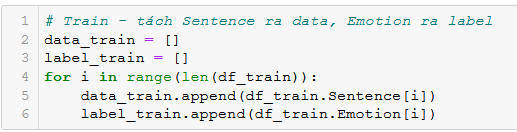 1 # Train - tách Sentence ra data, Emotion ra label
2 data_train = []
3 label_train = []
4 for i in range(len(df_train)):
5     data_train.append(df_train.Sentence[i])
6     label_train.append(df_train.Emotion[i])